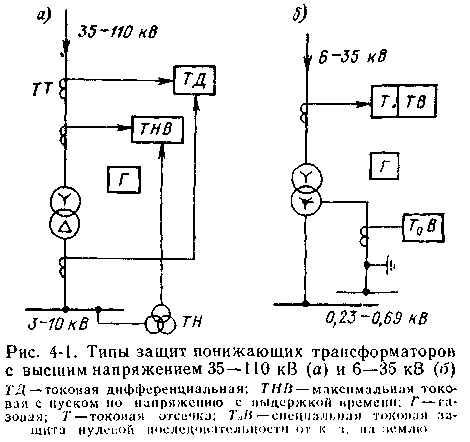 а)
б)
35–110 кВ
6–35 кВ
ТТ
ТД
Т
ТВ
ТНВ
Г
Г
Т₀В
3–10 кВ
ТН
0,23–0,69 кВ
Рис. 4-1. Типы защит понижающих трансформаторов
с высшим напряжением 35—110 кВ (а) и 6—35 кВ (б)
ТД — токовая дифференциальная; ТНВ — максимальная токо-
вая с пуском по напряжению с выдержкой времени; Г — га-
зовая; Т — токовая отсечка; Т₀В — специальная токовая за-
щита нулевой последовательности от к. з. на землю